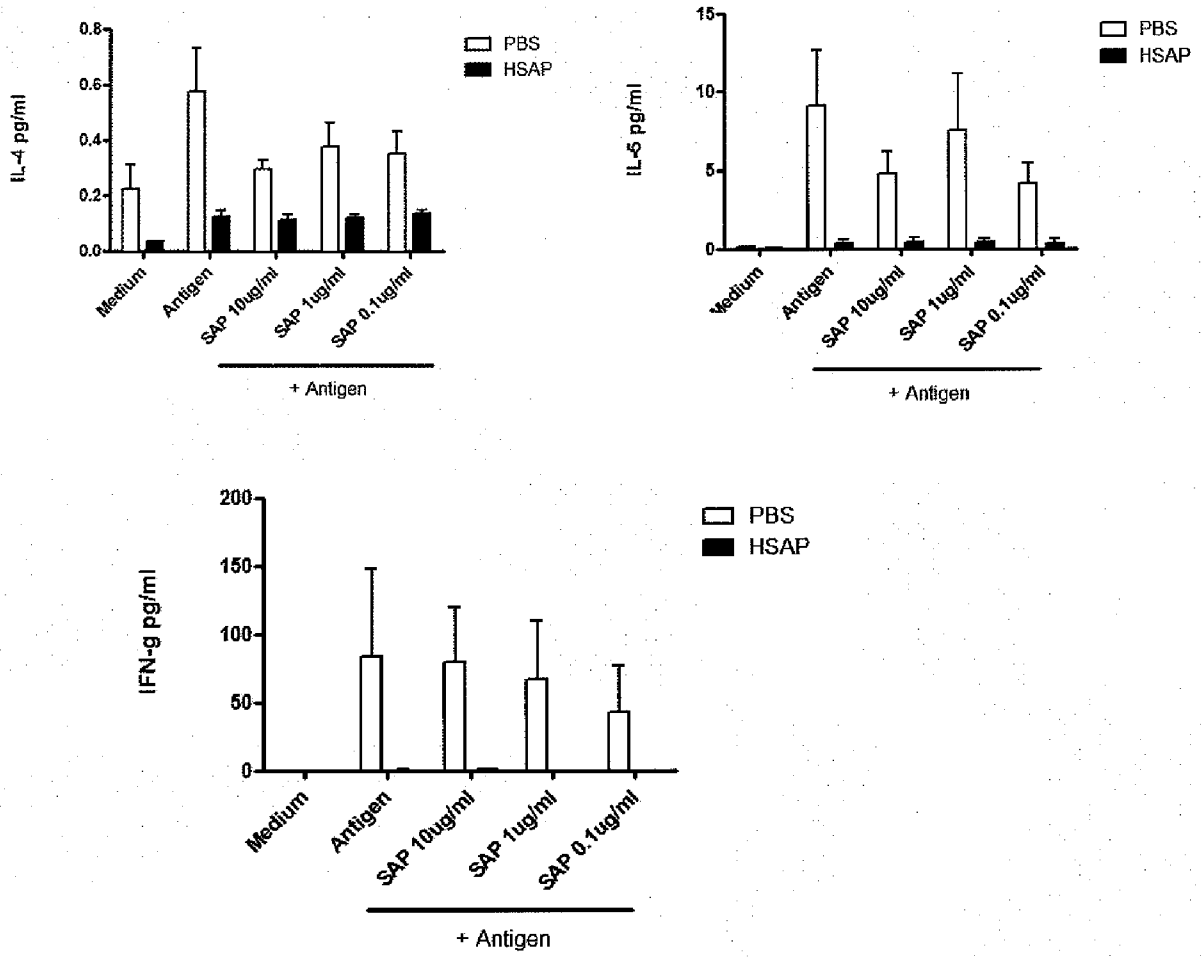 IL-4 pg/ml
0.8
0.6
0.4
0.2
0.0
PBS
HSAP
Medium
Antigen
SAP 10ug/ml
SAP 1ug/ml
SAP 0.1ug/ml
+ Antigen
IL-5 pg/ml
15
10
5
0
PBS
HSAP
Medium
Antigen
SAP 10ug/ml
SAP 1ug/ml
SAP 0.1ug/ml
+ Antigen
IFN-g pg/ml
200
150
100
50
0
PBS
HSAP
Medium
Antigen
SAP 10ug/ml
SAP 1ug/ml
SAP 0.1ug/ml
+ Antigen